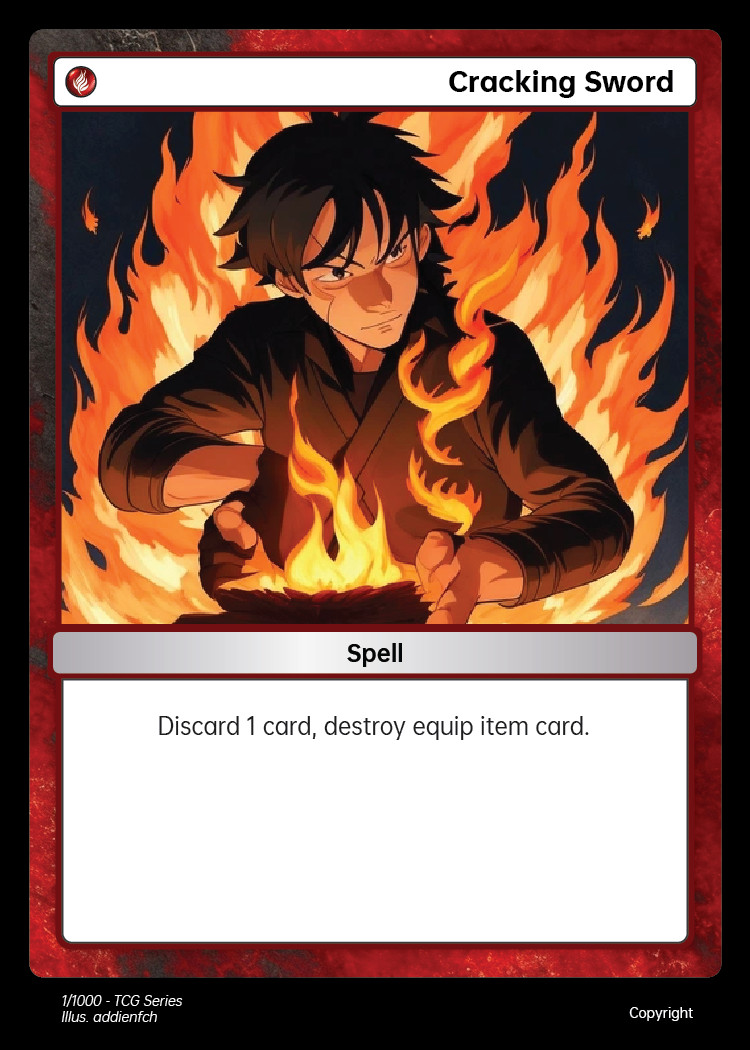 Cracking Sword
Spell
Discard 1 card, destroy equip item card.
1/1000 - TCG Series
Illus. addienfch
Copyright